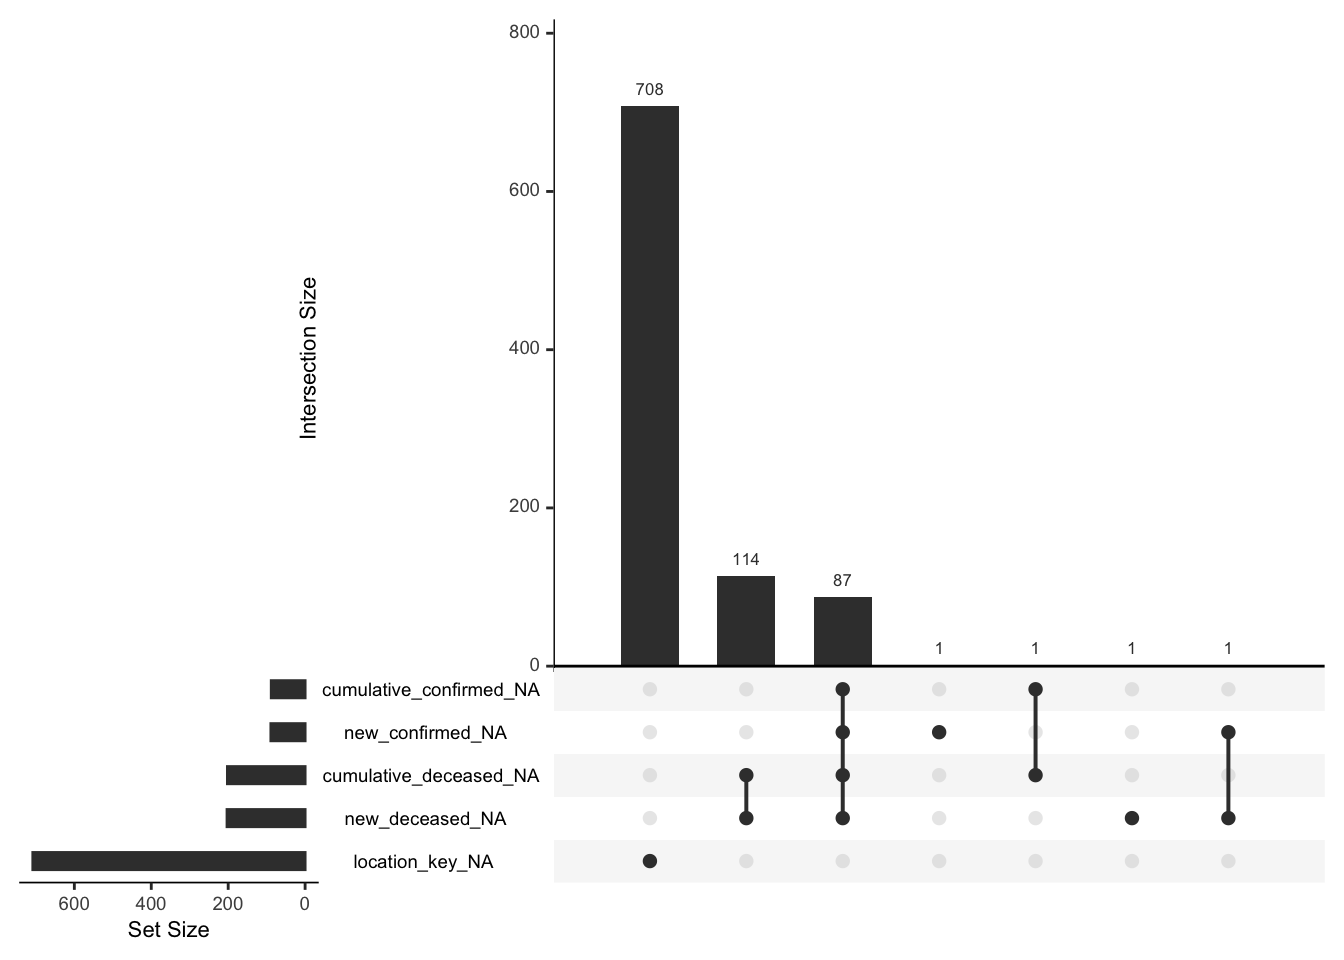 800
708
600
Intersection Size
400
200
114
87
1 1 1 1
0
cumulative_confirmed_NA
new_confirmed_NA
cumulative_deceased_NA
new_deceased_NA
location_key_NA
600 400 200 0
Set Size